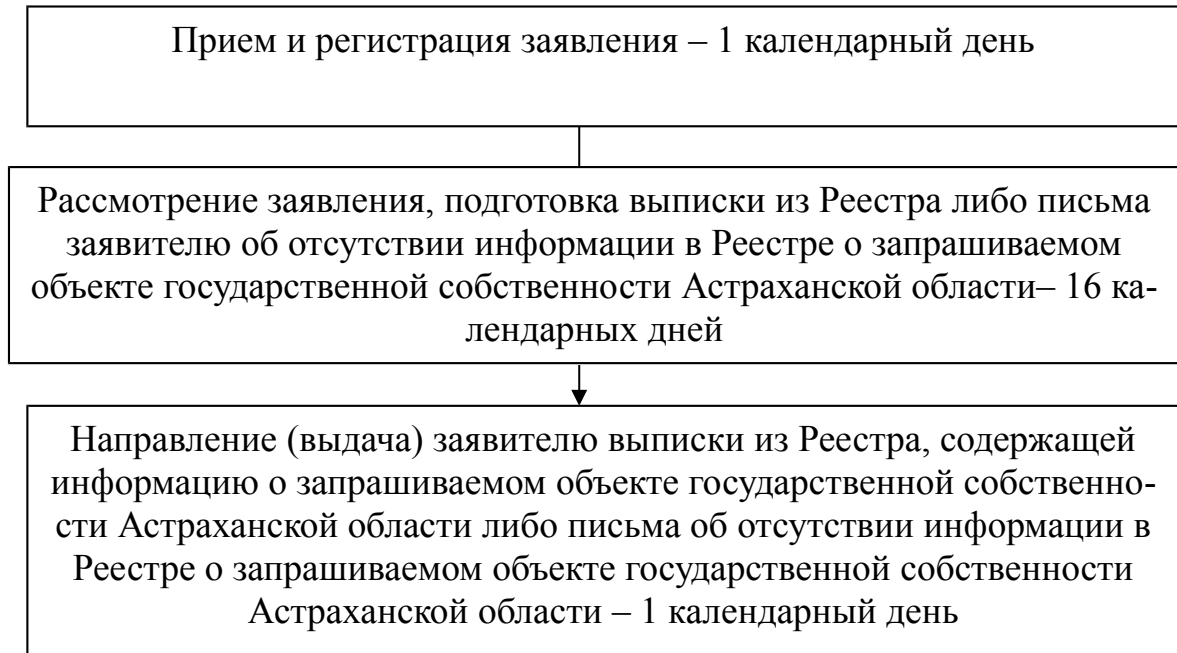 Прием и регистрация заявления – 1 календарный день
Рассмотрение заявления, подготовка выписки из Реестра либо письма
заявителю об отсутствии информации в Реестре о запрашиваемом
объекте государственной собственности Астраханской области– 16 ка-
лендарных дней
Направление (выдача) заявителю выписки из Реестра, содержащей
информацию о запрашиваемом объекте государственной собственно-
сти Астраханской области либо письма об отсутствии информации в
Реестре о запрашиваемом объекте государственной собственности
Астраханской области – 1 календарный день